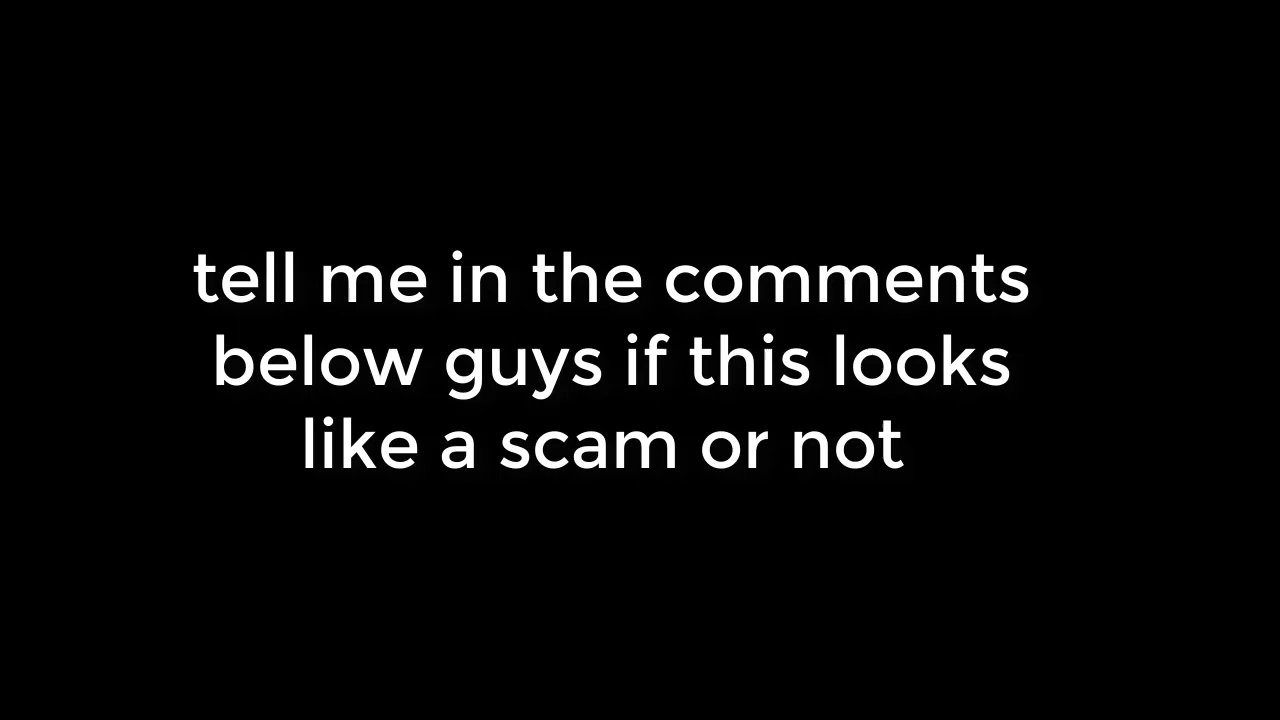 tell me in the comments
below guys if this looks
like a scam or not